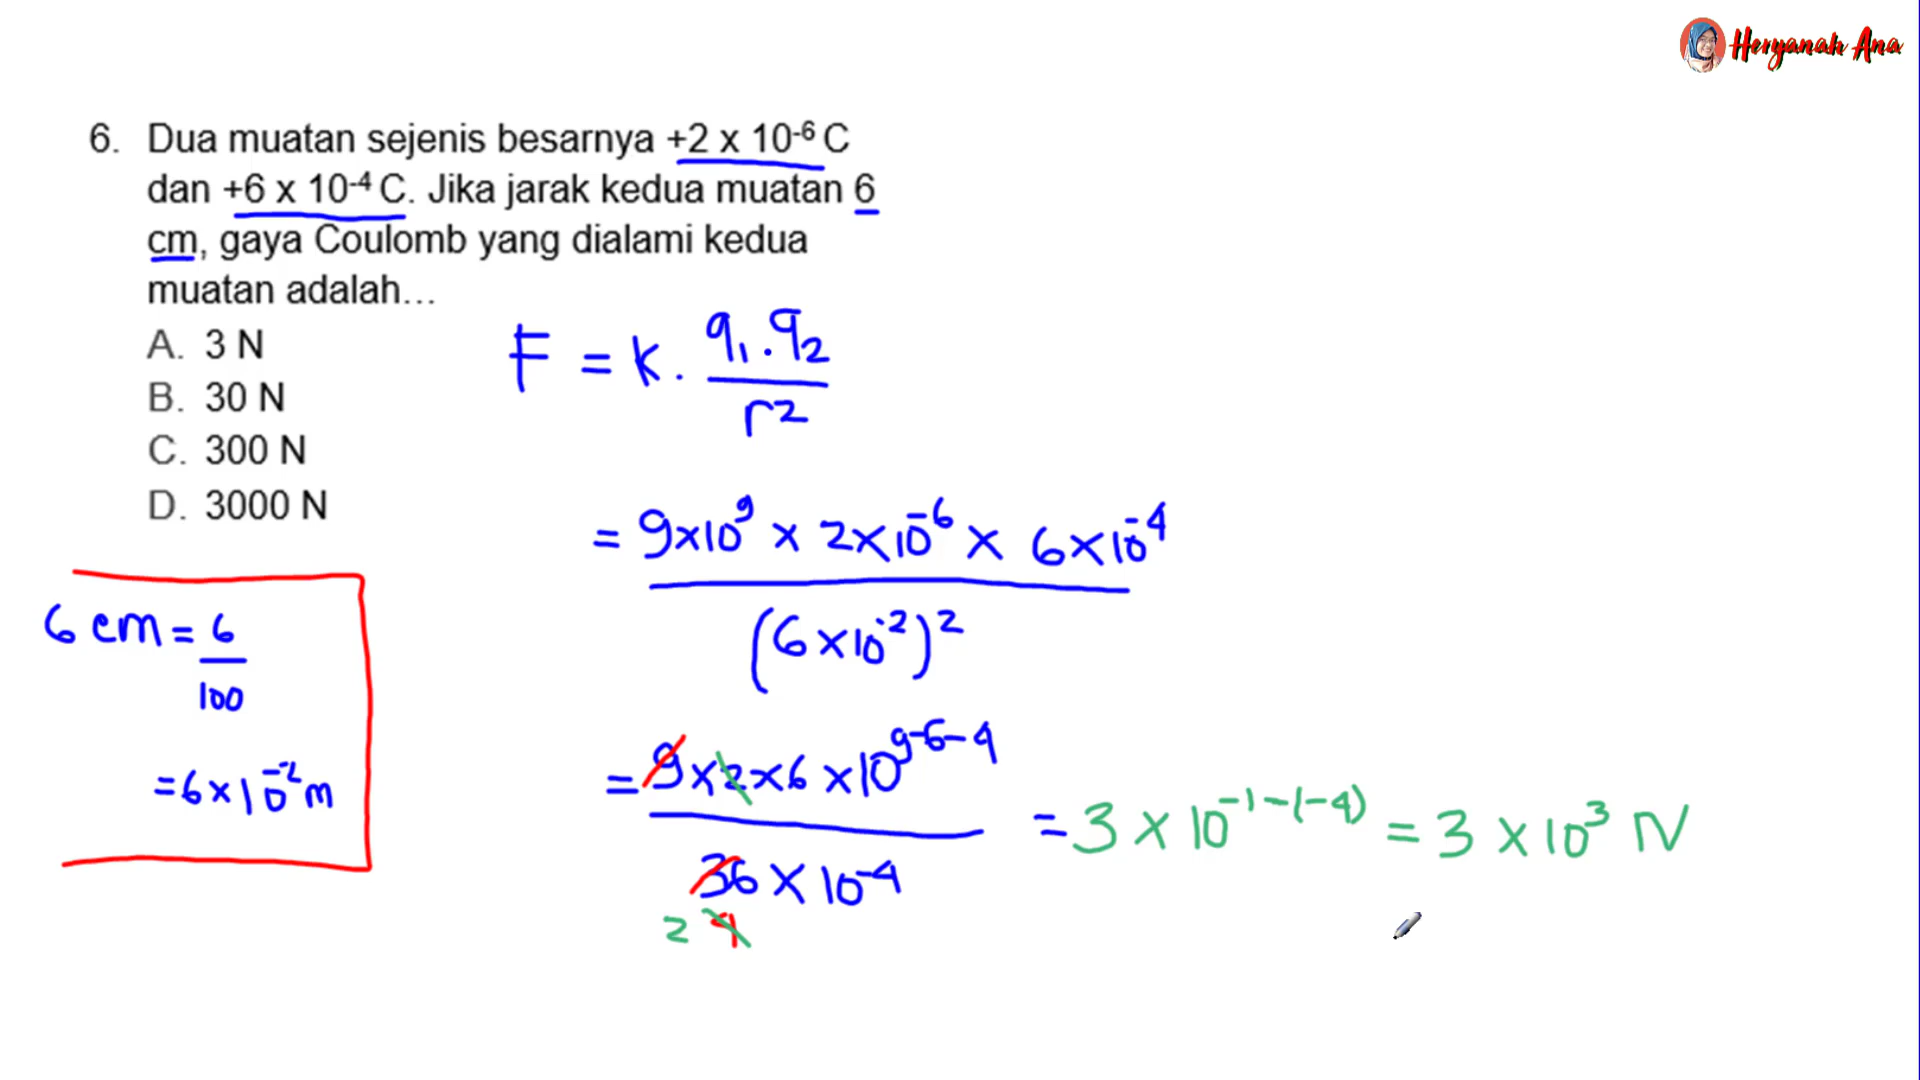 Heryanah Ana
6. Dua muatan sejenis besarnya +2 x 10⁻⁶ C
dan +6 x 10⁻⁴ C. Jika jarak kedua muatan 6
cm, gaya Coulomb yang dialami kedua
muatan adalah...
A. 3 N
B. 30 N
C. 300 N
D. 3000 N
F = k . q₁ . q₂ / r²
= 9x10⁹ x 2x10⁻⁶ x 6x10⁻⁴
(6x10⁻²)²
6 cm = 6
100
= 6x10⁻² m
= 9x2x6x10⁹⁻⁶⁻⁴
36 x 10⁻⁴
2 4
= 3 x 10⁻¹⁻⁽⁻⁴⁾ = 3 x 10³ N